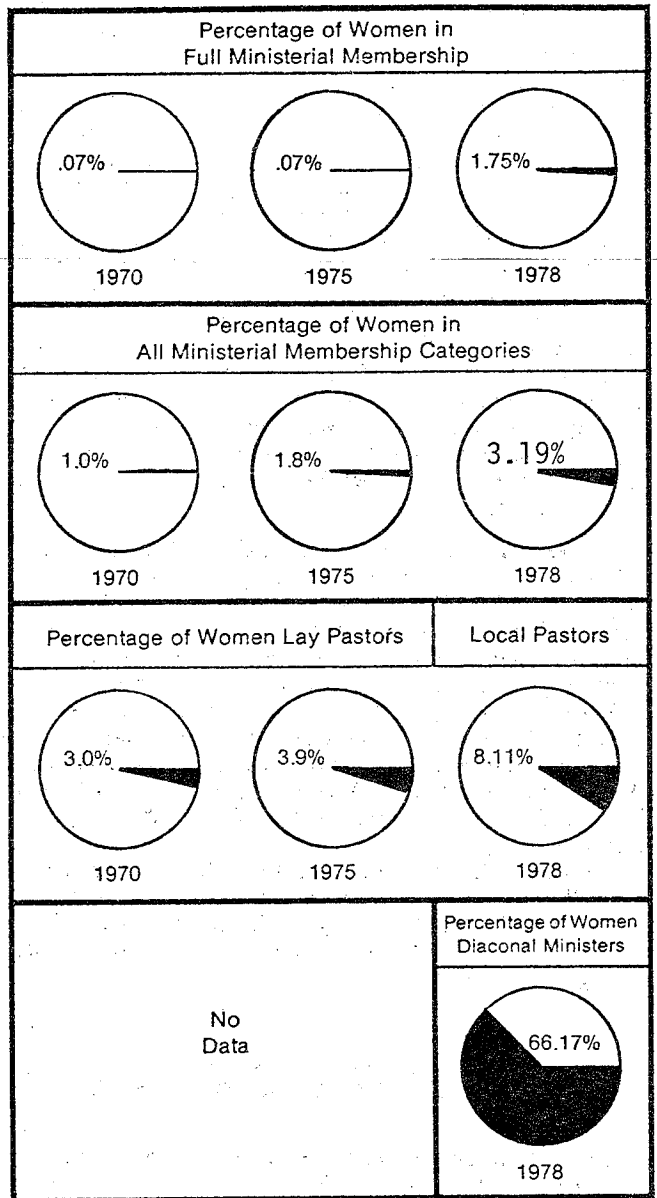 Percentage of Women in
Full Ministerial Membership
.07%
.07%
1.75%
1970
1975
1978
Percentage of Women in
All Ministerial Membership Categories
1.0%
1.8%
3.19%
1970
1975
1978
Percentage of Women Lay Pastors
Local Pastors
3.0%
3.9%
8.11%
1970
1975
1978
Percentage of Women
Diaconal Ministers
No
Data
66.17%
1978